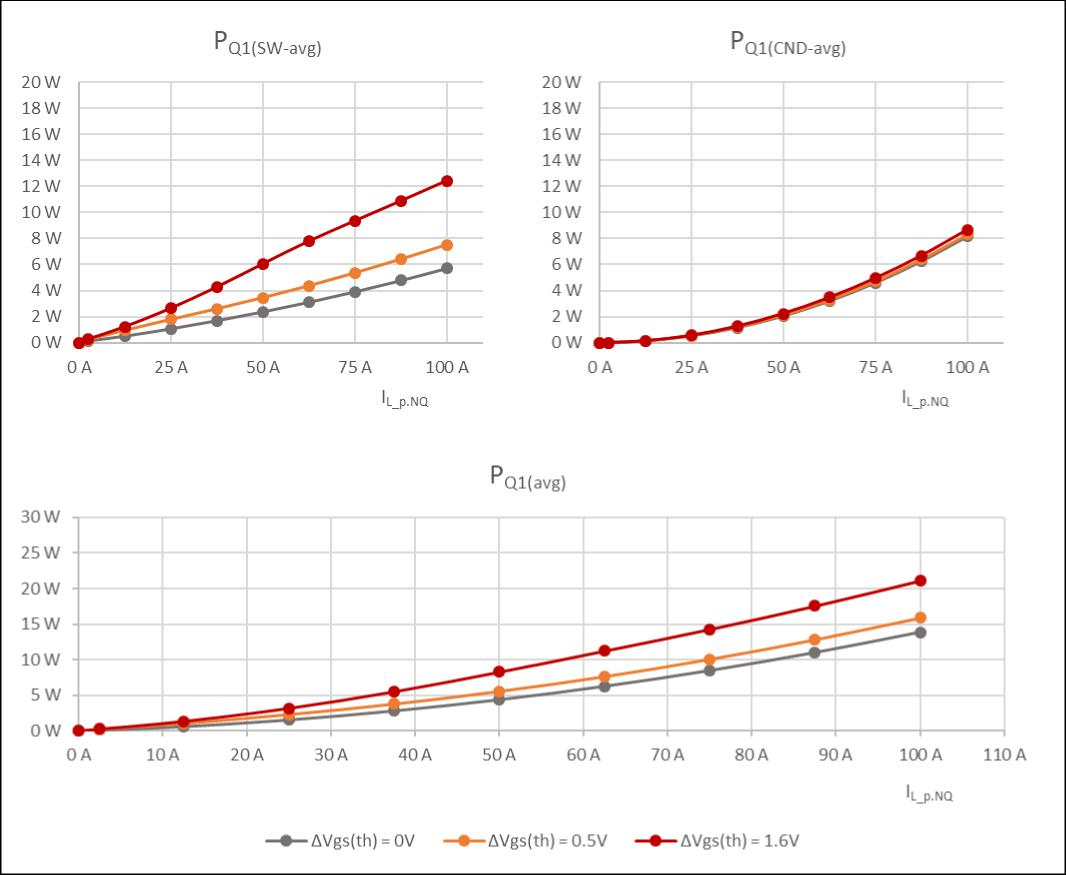 PQ1(SW-avg)
20 W
18 W
16 W
14 W
12 W
10 W
8 W
6 W
4 W
2 W
0 W
0 A 25 A 50 A 75 A 100 A
IL_p.NQ
PQ1(CND-avg)
20 W
18 W
16 W
14 W
12 W
10 W
8 W
6 W
4 W
2 W
0 W
0 A 25 A 50 A 75 A 100 A
IL_p.NQ
PQ1(avg)
30 W
25 W
20 W
15 W
10 W
5 W
0 W
0 A 10 A 20 A 30 A 40 A 50 A 60 A 70 A 80 A 90 A 100 A 110 A
IL_p.NQ
ΔVgs(th) = 0V ΔVgs(th) = 0.5V ΔVgs(th) = 1.6V